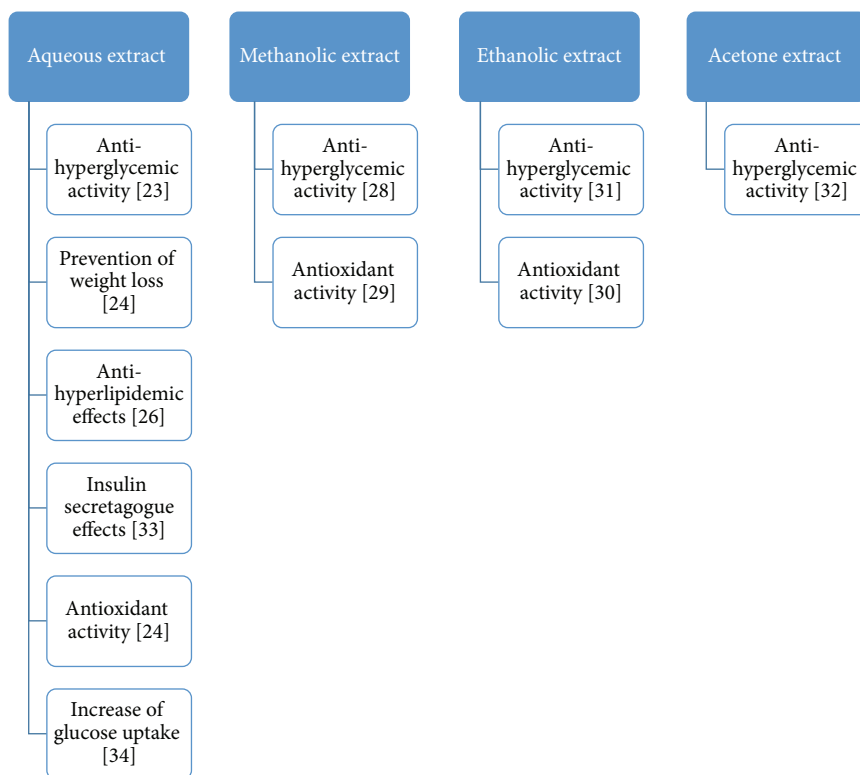 Aqueous extract
Anti-
hyperglycemic
activity [23]
Prevention of
weight loss
[24]
Anti-
hyperlipidemic
effects [26]
Insulin
secretagogue
effects [33]
Antioxidant
activity [24]
Increase of
glucose uptake
[34]
Methanolic extract
Anti-
hyperglycemic
activity [28]
Antioxidant
activity [29]
Ethanolic extract
Anti-
hyperglycemic
activity [31]
Antioxidant
activity [30]
Acetone extract
Anti-
hyperglycemic
activity [32]